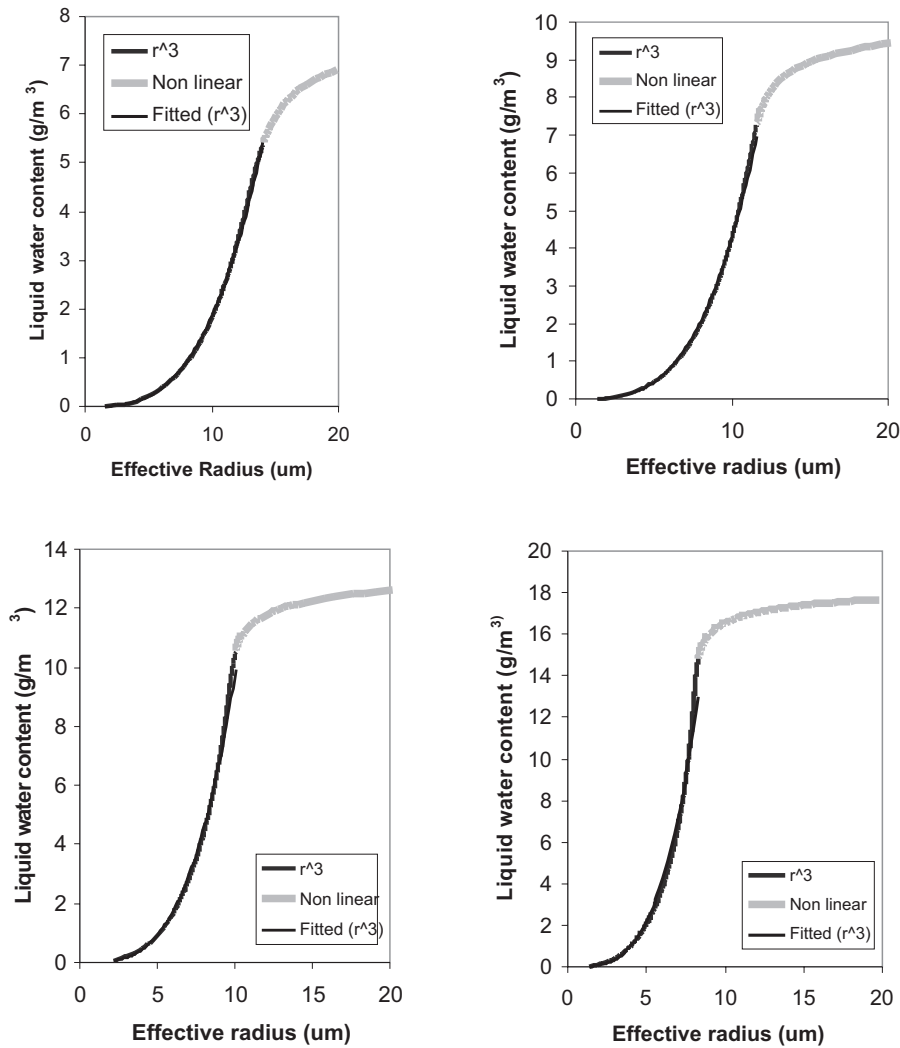 8
7
6
5
4
3
2
1
0
0
10
20
Liquid water content (g/m 3)
Effective Radius (um)
r^3
Non linear
Fitted (r^3)
10
9
8
7
6
5
4
3
2
1
0
0
10
20
Liquid water content (g/m 3)
Effective radius (um)
r^3
Non linear
Fitted (r^3)
14
12
10
8
6
4
2
0
0
5
10
15
20
Liquid water content (g/m 3)
Effective radius (um)
r^3
Non linear
Fitted (r^3)
20
18
16
14
12
10
8
6
4
2
0
0
5
10
15
20
Liquid water content (g/m 3)
Effective radius (um)
r^3
Non linear
Fitted (r^3)